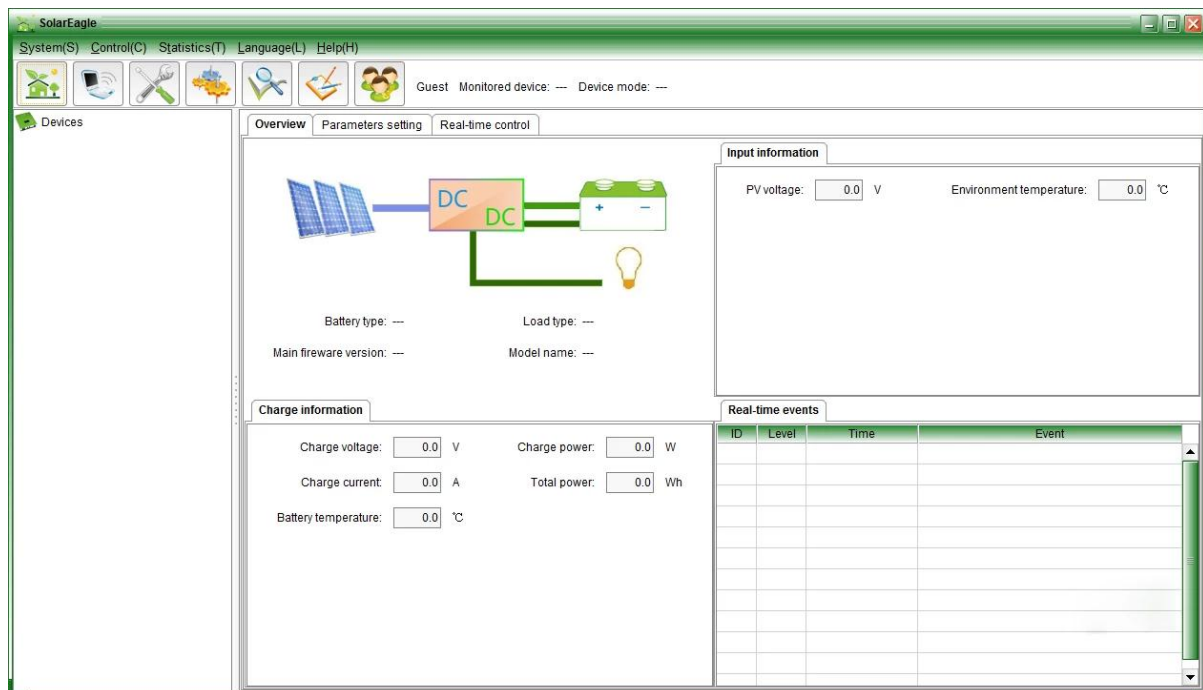 SolarEagle
System(S) Control(C) Statistics(T) Language(L) Help(H)
Guest Monitored device: --- Device mode: ---
Devices
Overview Parameters setting Real-time control
DC
DC
+ −
Battery type: --- Load type: ---
Main fireware version: --- Model name: ---
Input information
PV voltage: 0.0 V Environment temperature: 0.0 ℃
Charge information
Charge voltage: 0.0 V Charge power: 0.0 W
Charge current: 0.0 A Total power: 0.0 Wh
Battery temperature: 0.0 ℃
Real-time events
ID Level Time Event